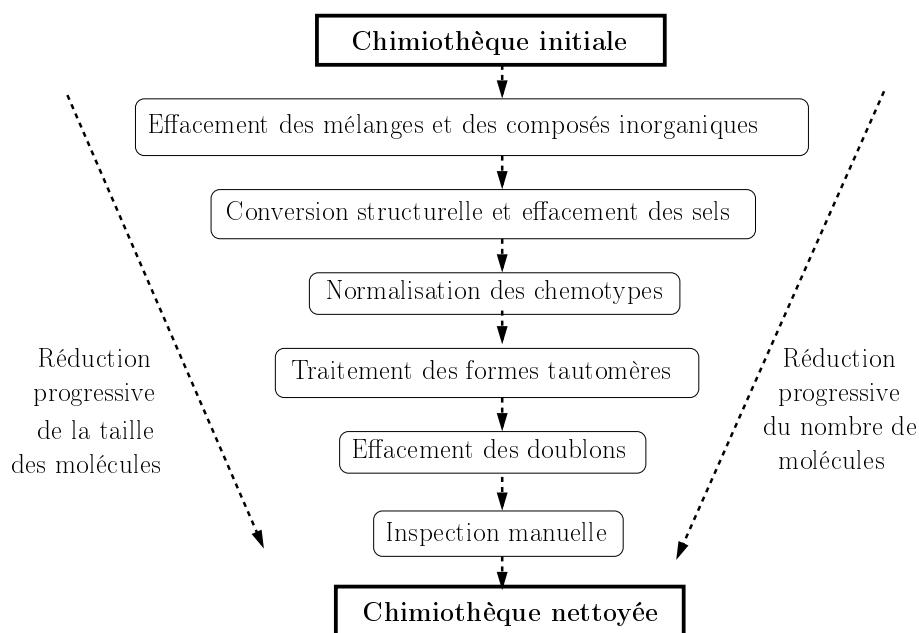 Chimiothèque initiale
Effacement des mélanges et des composés inorganiques
Conversion structurelle et effacement des sels
Normalisation des chemotypes
Traitement des formes tautomères
Effacement des doublons
Inspection manuelle
Chimiothèque nettoyée
Réduction
progressive
de la taille
des molécules
Réduction
progressive
du nombre de
molécules